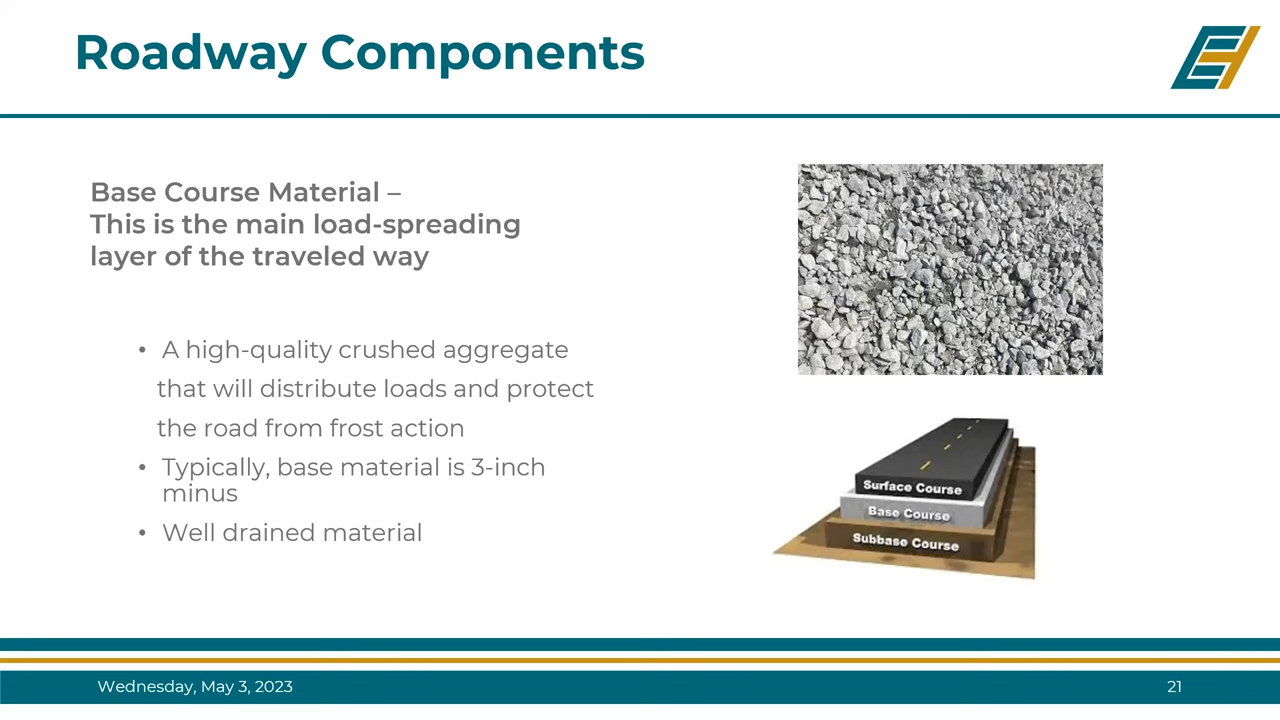 Roadway Components
Base Course Material –
This is the main load-spreading
layer of the traveled way
• A high-quality crushed aggregate
that will distribute loads and protect
the road from frost action
• Typically, base material is 3-inch
minus
• Well drained material
Surface Course
Base Course
Subbase Course
Wednesday, May 3, 2023
21